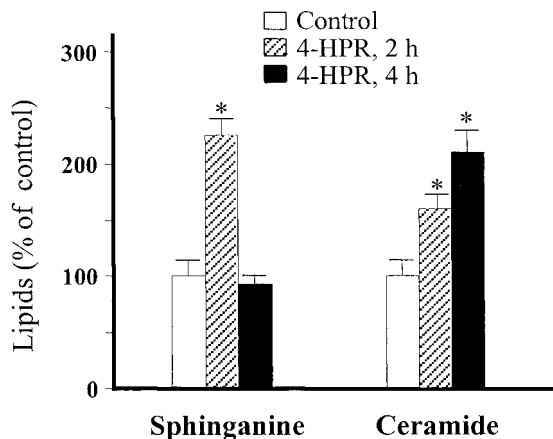 Control
4-HPR, 2 h
4-HPR, 4 h
Lipids (% of control)
300
200
100
0
*
*
*
Sphinganine Ceramide